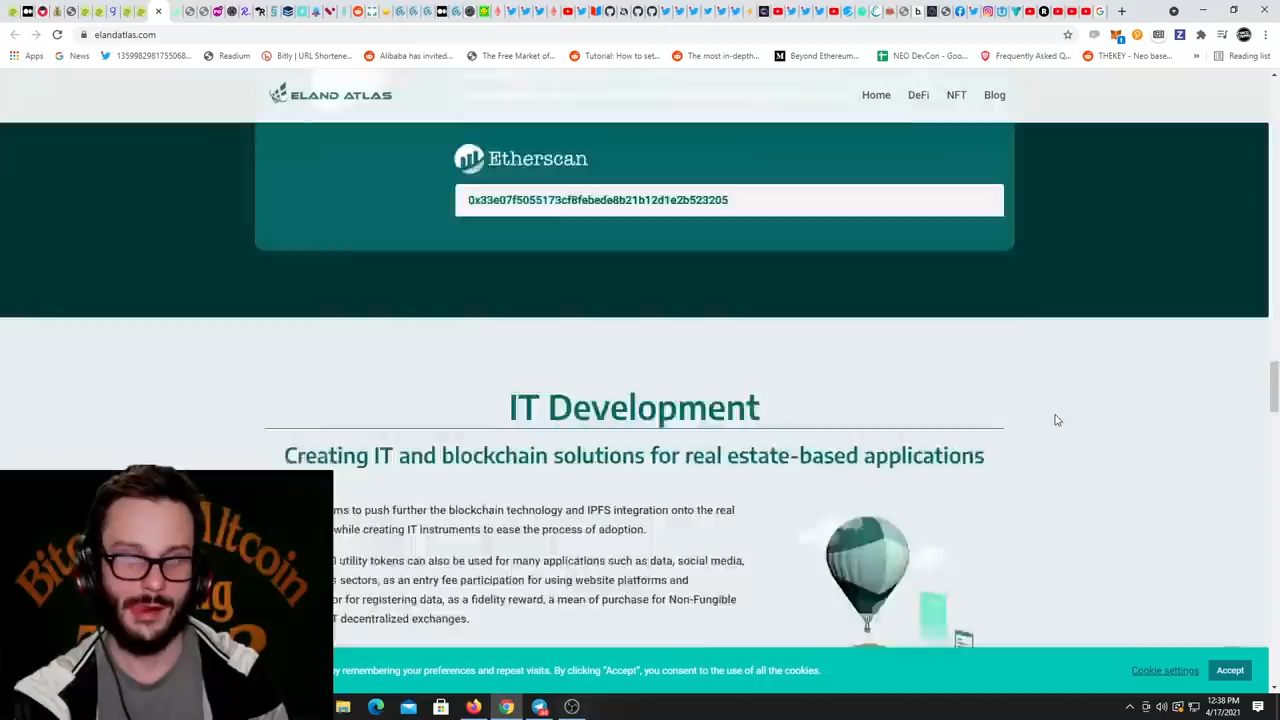 elandatlas.com
Apps
News
1359982981755068...
Readium
Bitly | URL Shortene...
Alibaba has invited...
The Free Market of...
Tutorial: How to set...
The most in-depth...
Beyond Ethereum...
NEO DevCon - Goo...
Frequently Asked Q...
THEKEY - Neo base...
Reading list
ELAND ATLAS
Home
DeFi
NFT
Blog
Etherscan
0x33e07f5055173cf8febede8b21b12d1e2b523205
IT Development
Creating IT and blockchain solutions for real estate-based applications
ms to push further the blockchain technology and IPFS integration onto the real
while creating IT instruments to ease the process of adoption.
utility tokens can also be used for many applications such as data, social media,
sectors, as an entry fee participation for using website platforms and
or for registering data, as a fidelity reward, a mean of purchase for Non-Fungible
T decentralized exchanges.
by remembering your preferences and repeat visits. By clicking “Accept”, you consent to the use of all the cookies.
Cookie settings
Accept
12:38 PM
4/17/2021